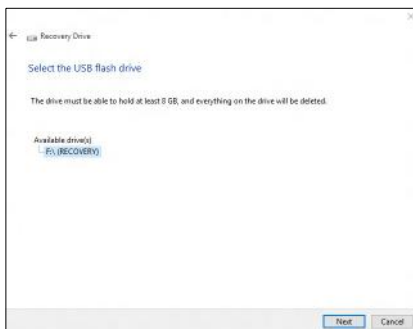 Recovery Drive
Select the USB flash drive
The drive must be able to hold at least 8 GB, and everything on the drive will be deleted.
Available drive(s)
F:\ (RECOVERY)
Next Cancel